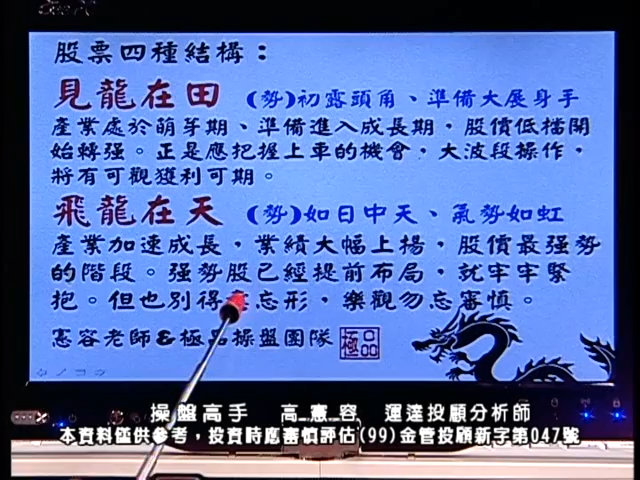 股票四種結構：
見龍在田 (勢)初露頭角、準備大展身手
產業處於萌芽期、準備進入成長期，股價低檔開
始轉强。正是應把握上車的機會，大波段操作，
將有可觀獲利可期。
飛龍在天 (勢)如日中天、氣勢如虹
產業加速成長，業績大幅上揚，股價最强勢
的階段。强勢股已經提前布局，就牢牢緊
抱。但也別得忘形，樂觀勿忘審慎。
憲容老師&極品操盤團隊 極品
操盤高手 高憲容 運達投顧分析師
本資料僅供參考，投資時應審慎評估(99)金管投顧新字第047號